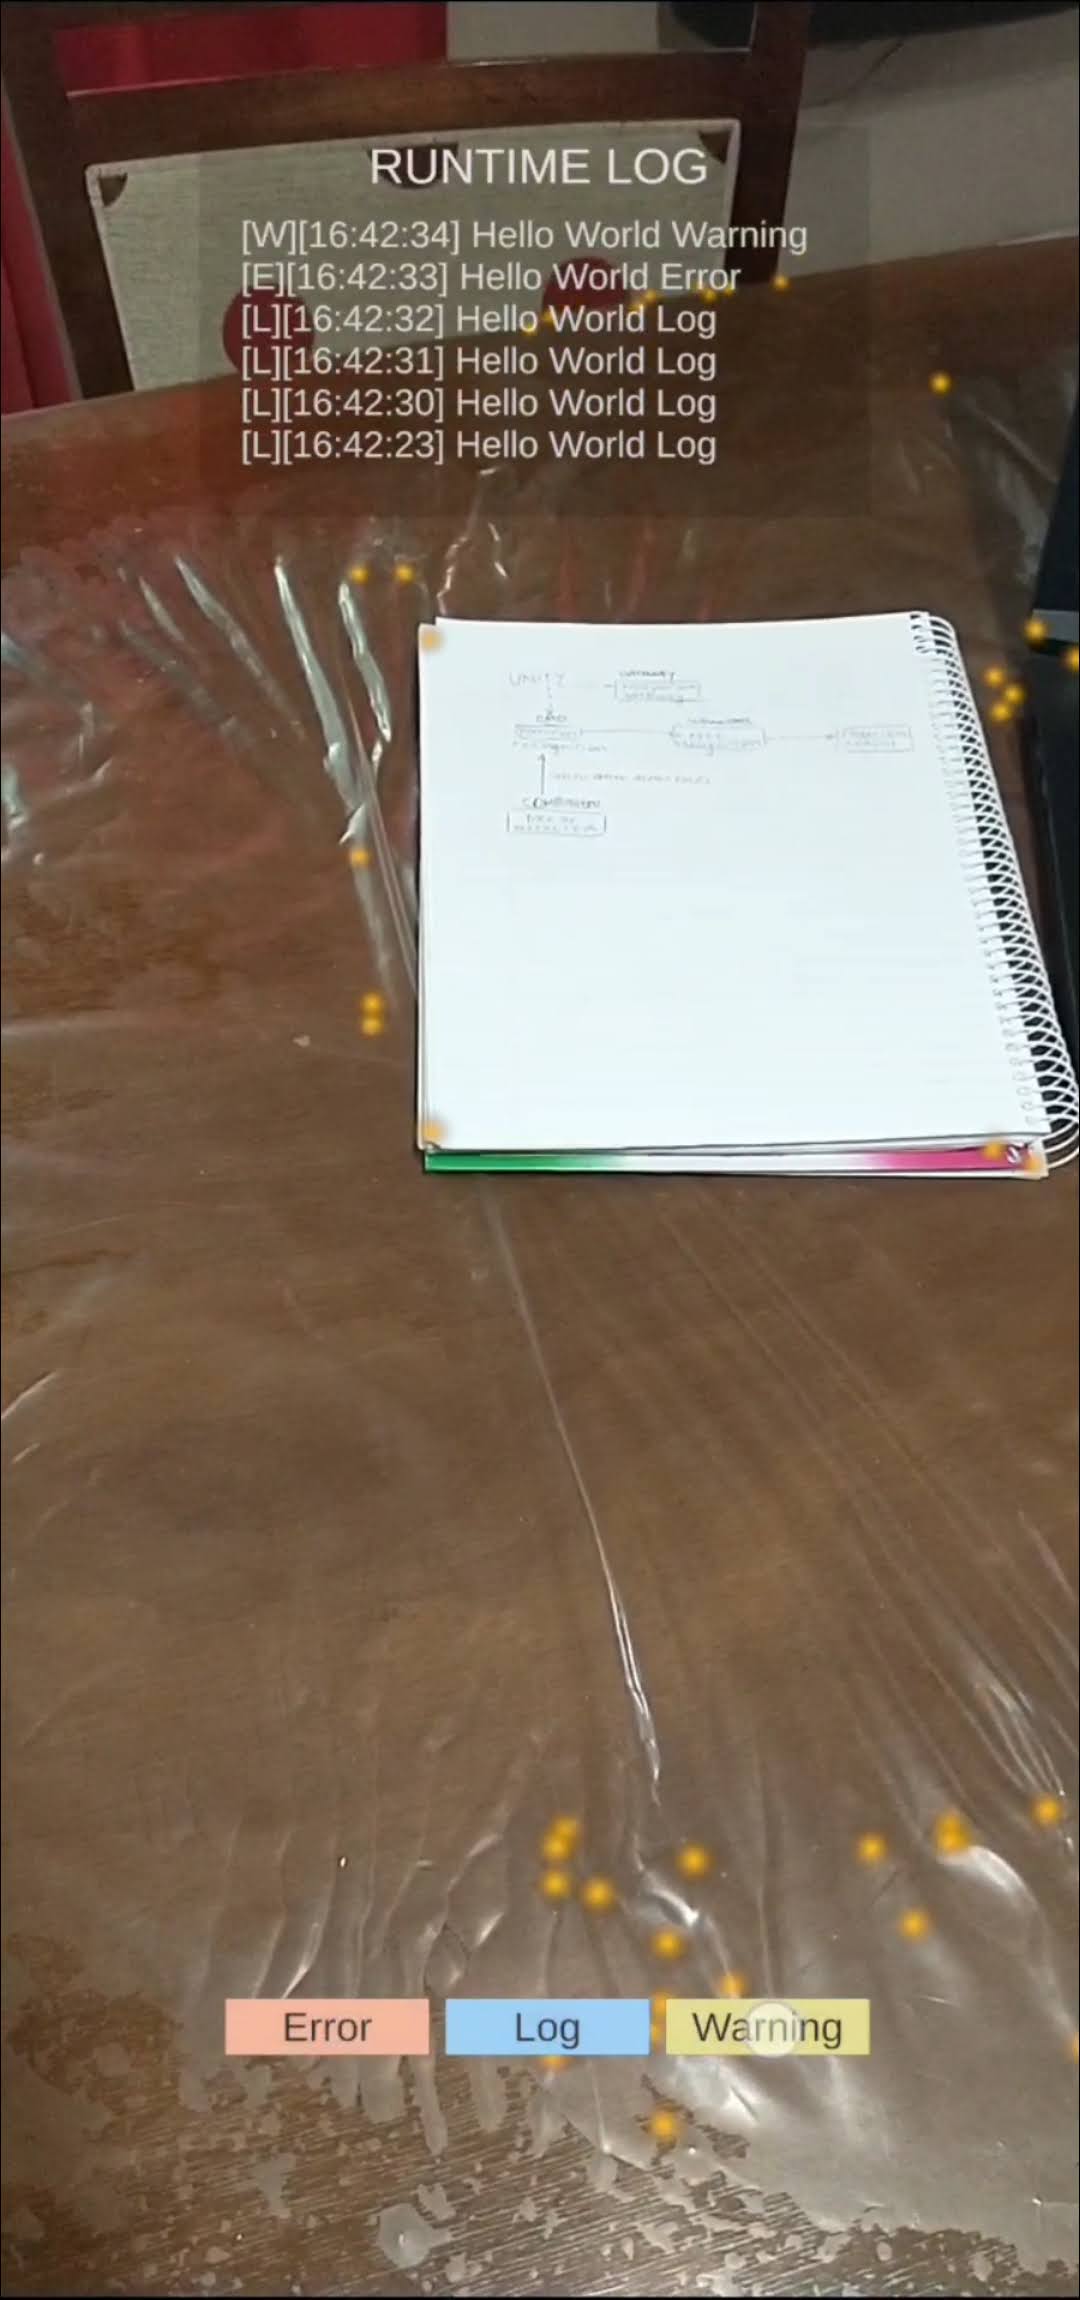 RUNTIME LOG
[W][16:42:34] Hello World Warning
[E][16:42:33] Hello World Error
[L][16:42:32] Hello World Log
[L][16:42:31] Hello World Log
[L][16:42:30] Hello World Log
[L][16:42:23] Hello World Log
UNITY
Error
Log
Warning